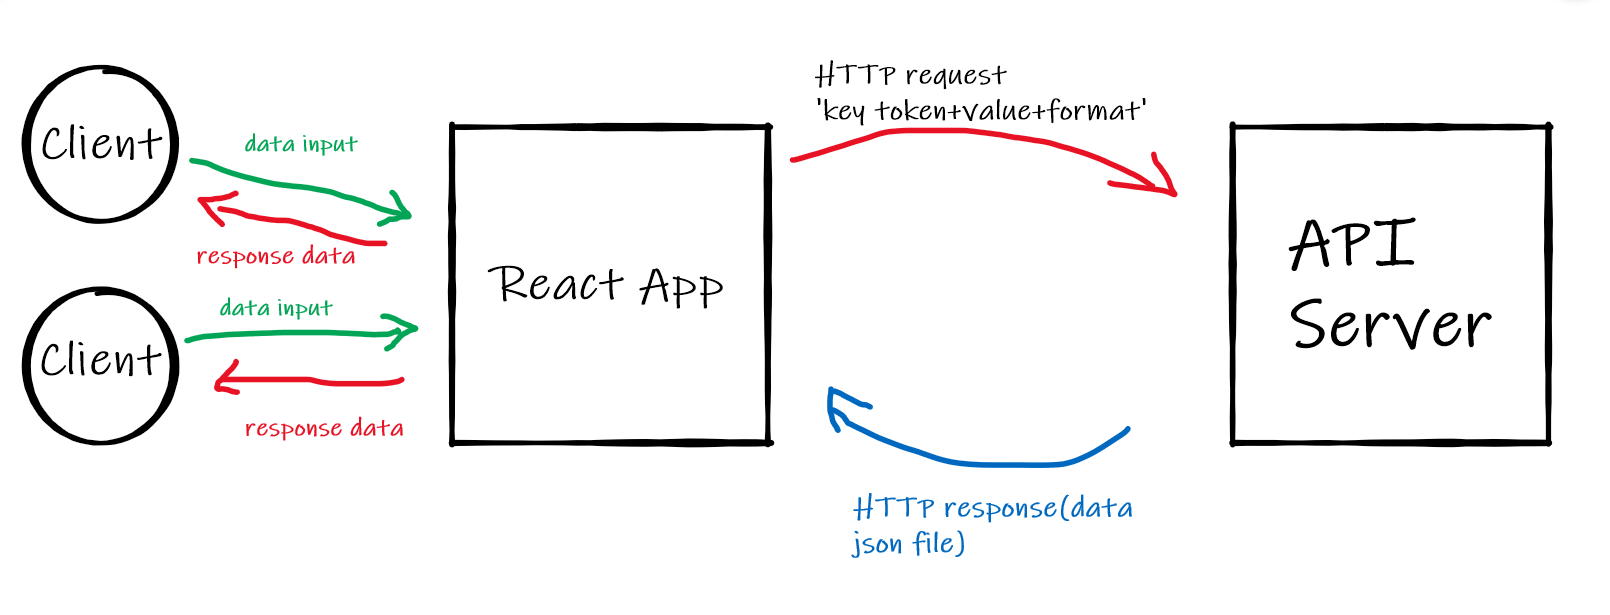 HTTP request
'key token+value+format'
Client
data input
response data
React App
API
Server
data input
Client
response data
HTTP response(data
json file)